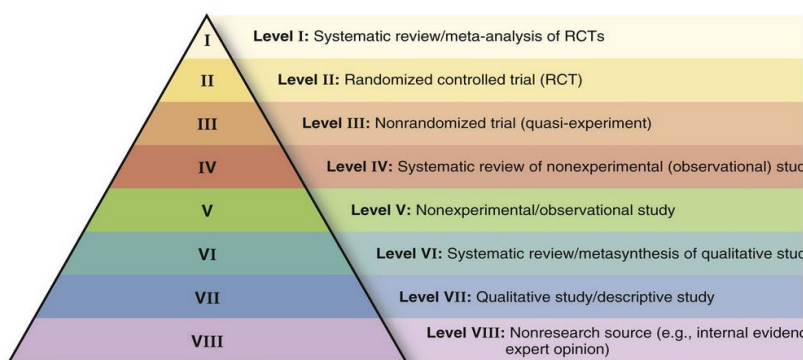 I Level I: Systematic review/meta-analysis of RCTs
II Level II: Randomized controlled trial (RCT)
III Level III: Nonrandomized trial (quasi-experiment)
IV Level IV: Systematic review of nonexperimental (observational)
V Level V: Nonexperimental/observational study
VI Level VI: Systematic review/metasynthesis of qualitative
VII Level VII: Qualitative study/descriptive study
VIII Level VIII: Nonresearch source (e.g., internal
expert opinion)